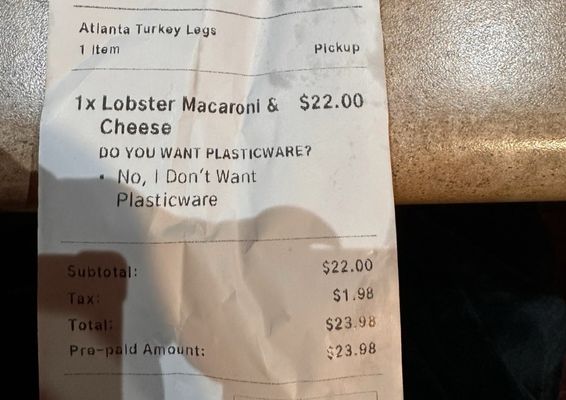 Atlanta Turkey Legs
1 Item Pickup
1x Lobster Macaroni & $22.00
Cheese
DO YOU WANT PLASTICWARE?
• No, I Don't Want
Plasticware
Subtotal: $22.00
Tax: $1.98
Total: $23.98
Pre-paid Amount: $23.98